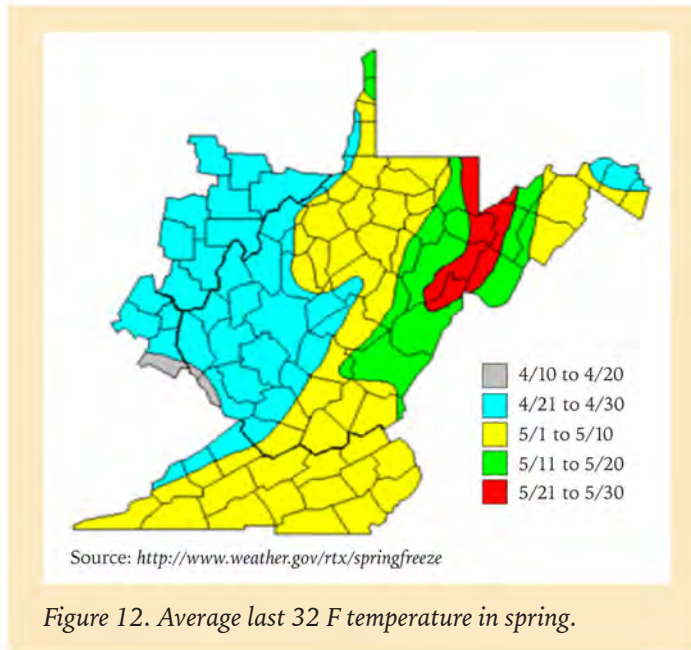 4/10 to 4/20
4/21 to 4/30
5/1 to 5/10
5/11 to 5/20
5/21 to 5/30
Source: http://www.weather.gov/rtx/springfreeze
Figure 12. Average last 32 F temperature in spring.